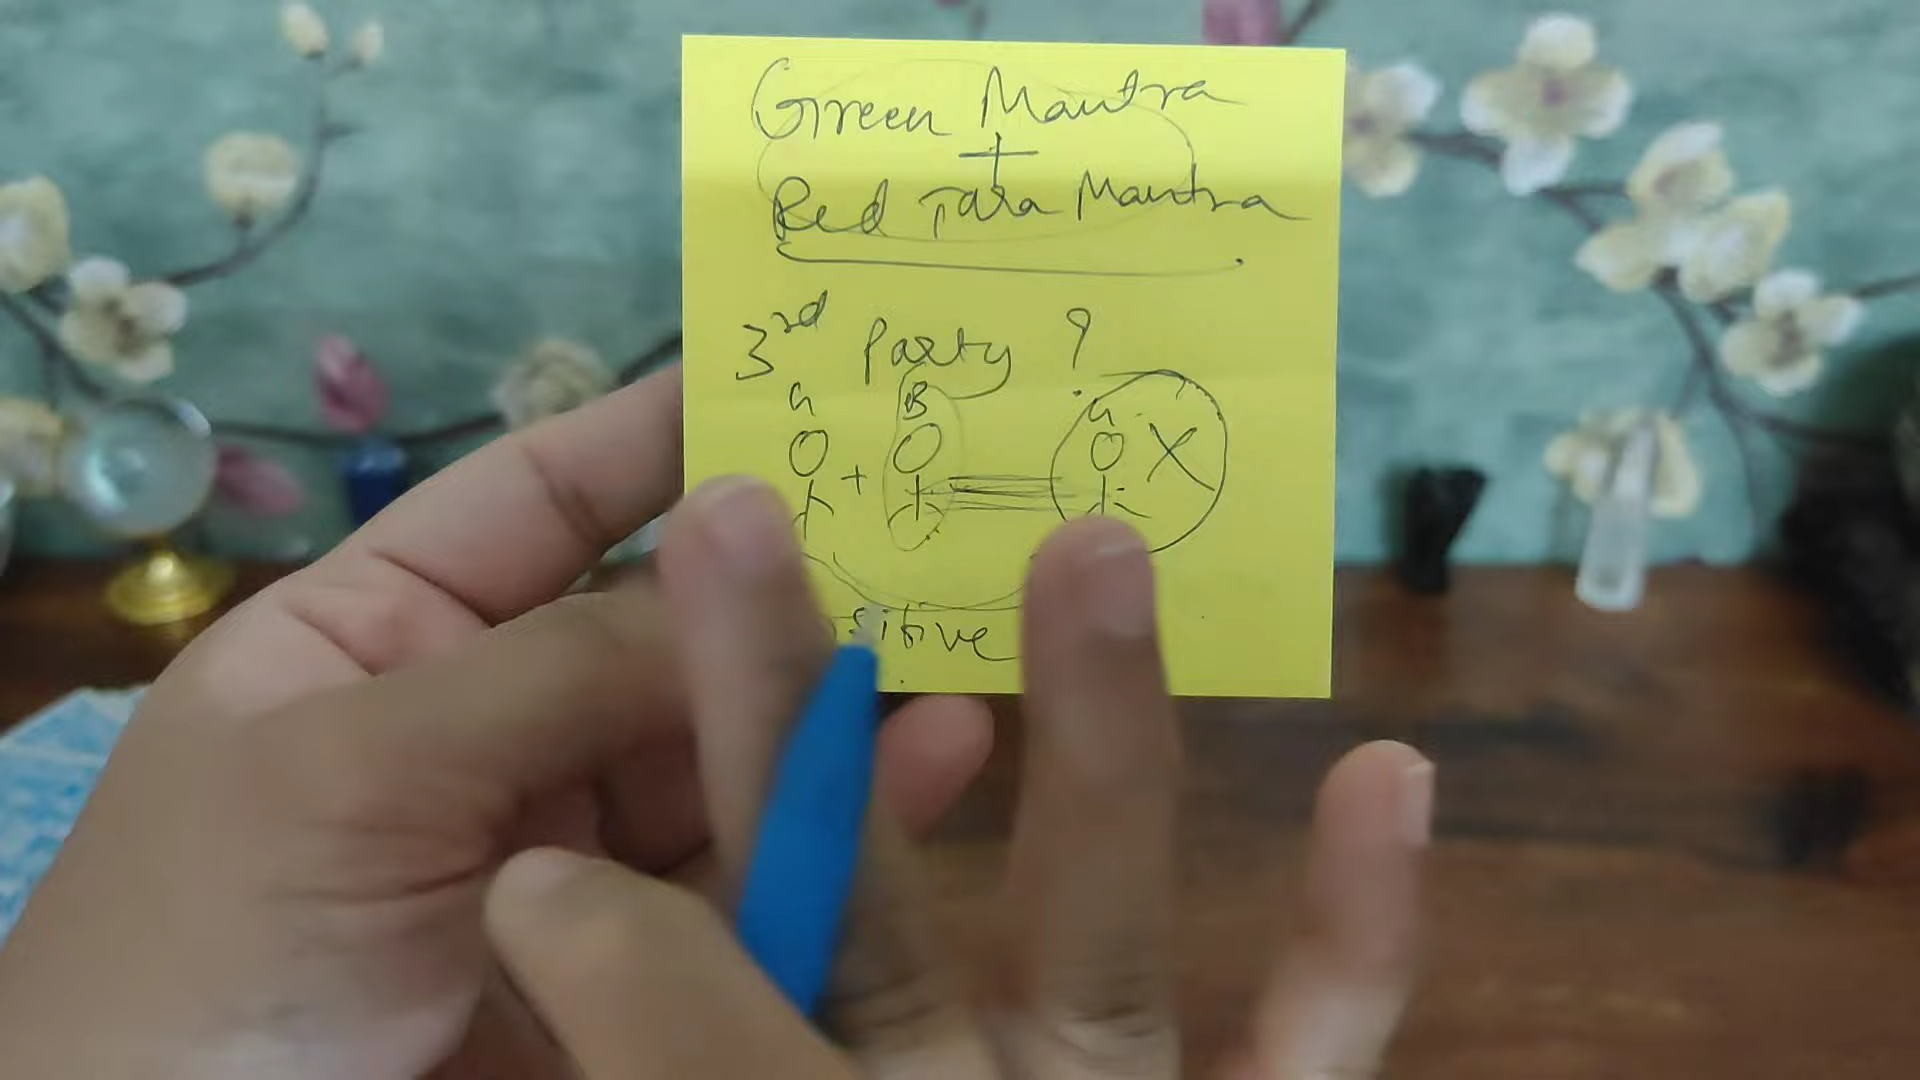 Green Mantra
+
Red Tara Mantra
3rd Party ?
G B G
+ X
sitive